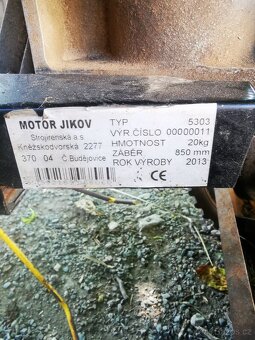 MOTOR JIKOV
Strojírenská a.s.
Kněžskodvorská 2277
370 04 Č.Budějovice
TYP 5303
VÝR.ČÍSLO 00000011
HMOTNOST 20kg
ZÁBĚR 850 mm
ROK VÝROBY 2013
CE